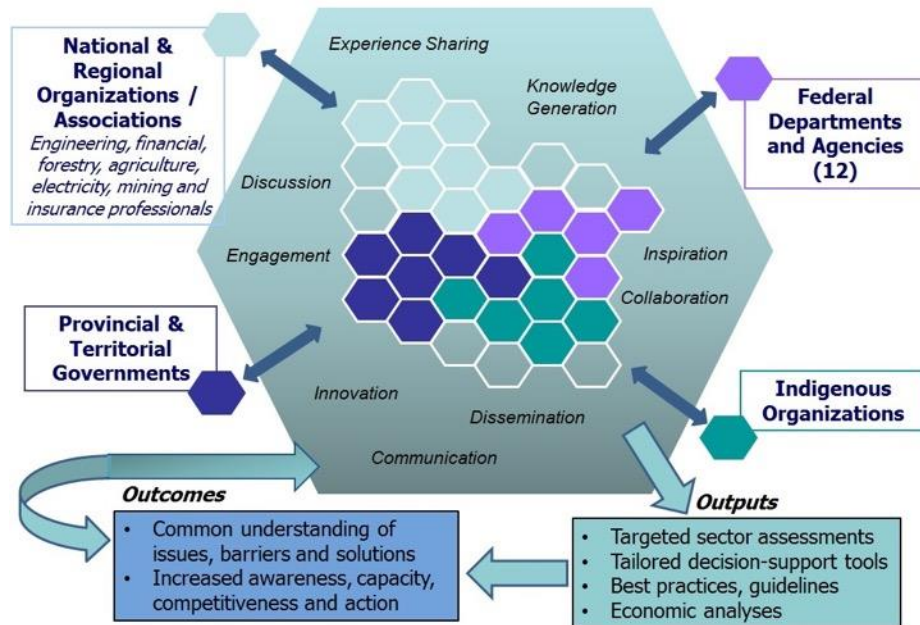 National &
Regional
Organizations /
Associations
Engineering, financial,
forestry, agriculture,
electricity, mining and
insurance professionals
Experience Sharing
Knowledge
Generation
Federal
Departments
and Agencies
(12)
Discussion
Engagement
Inspiration
Collaboration
Provincial &
Territorial
Governments
Innovation
Dissemination
Communication
Indigenous
Organizations
Outcomes
• Common understanding of
issues, barriers and solutions
• Increased awareness, capacity,
competitiveness and action
Outputs
• Targeted sector assessments
• Tailored decision-support tools
• Best practices, guidelines
• Economic analyses